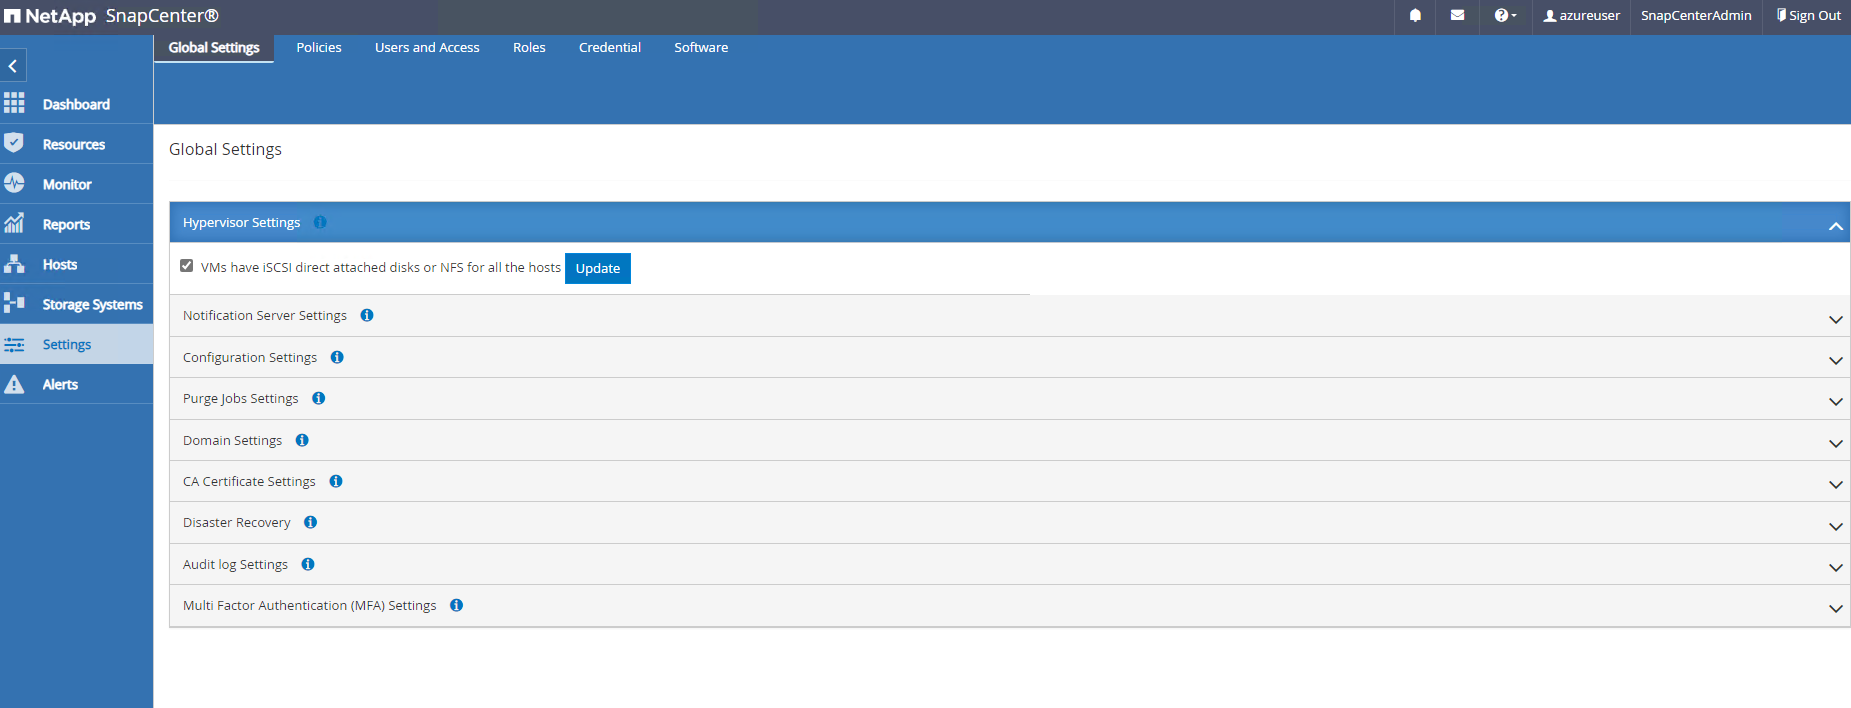 NetApp SnapCenter®
azureuser
SnapCenterAdmin
Sign Out
Global Settings
Policies
Users and Access
Roles
Credential
Software
Dashboard
Resources
Monitor
Reports
Hosts
Storage Systems
Settings
Alerts
Global Settings
Hypervisor Settings
VMs have iSCSI direct attached disks or NFS for all the hosts
Update
Notification Server Settings
Configuration Settings
Purge Jobs Settings
Domain Settings
CA Certificate Settings
Disaster Recovery
Audit log Settings
Multi Factor Authentication (MFA) Settings